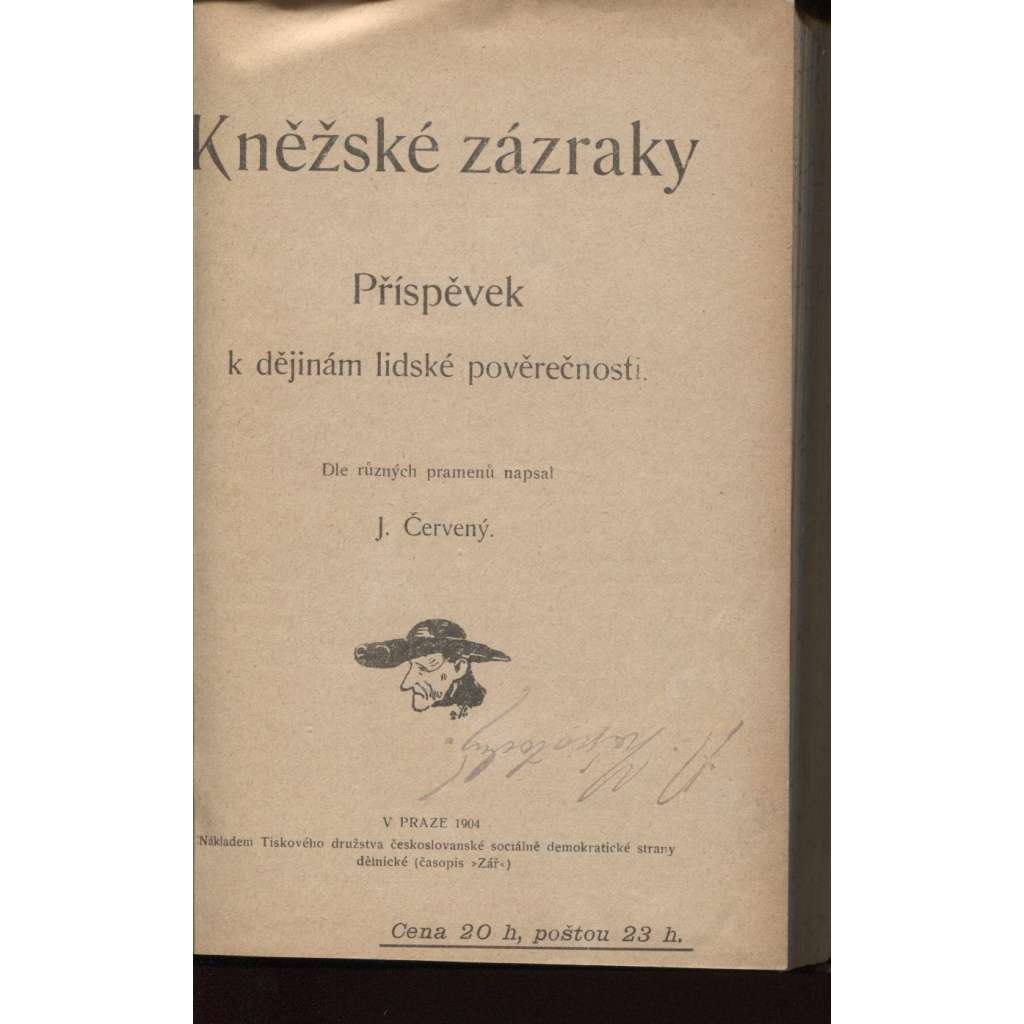 Kněžské zázraky
Příspěvek
k dějinám lidské pověrečnosti.
Dle různých pramenů napsal
J. Červený.
V PRAZE 1904
Nákladem Tiskového družstva českoslovanské sociálně demokratické strany
dělnické (časopis »Zář«)
Cena 20 h, poštou 23 h.